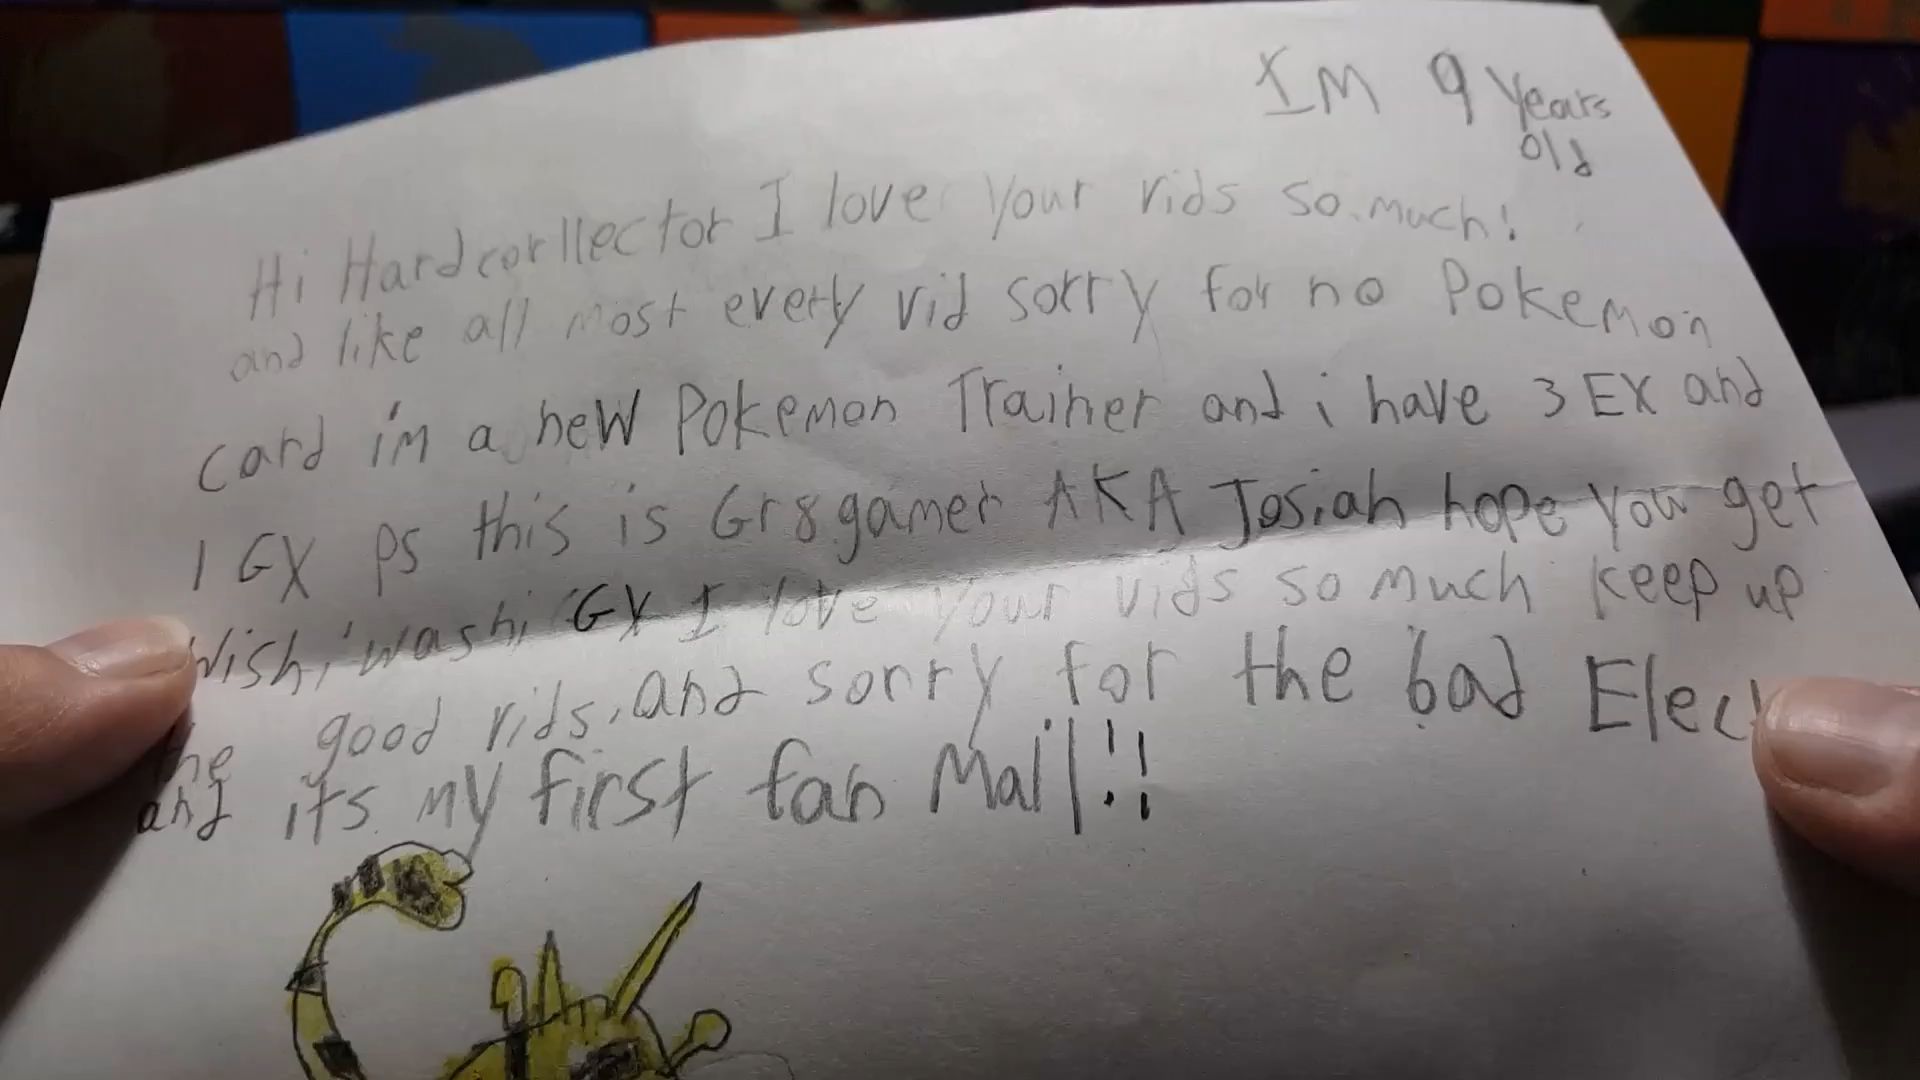 IM 9 Years
old
Hi Hardcorllector I love your vids so much!
and like all most every vid sorry for no Pokemon
card im a new Pokemon Trainer and i have 3 EX and
1 GX ps this is Gr8gamer AKA Josiah hope you get
Wishiwashi GX I love your vids so much keep up
the good vids, and sorry for the bad
and its my first fan Mail!!!